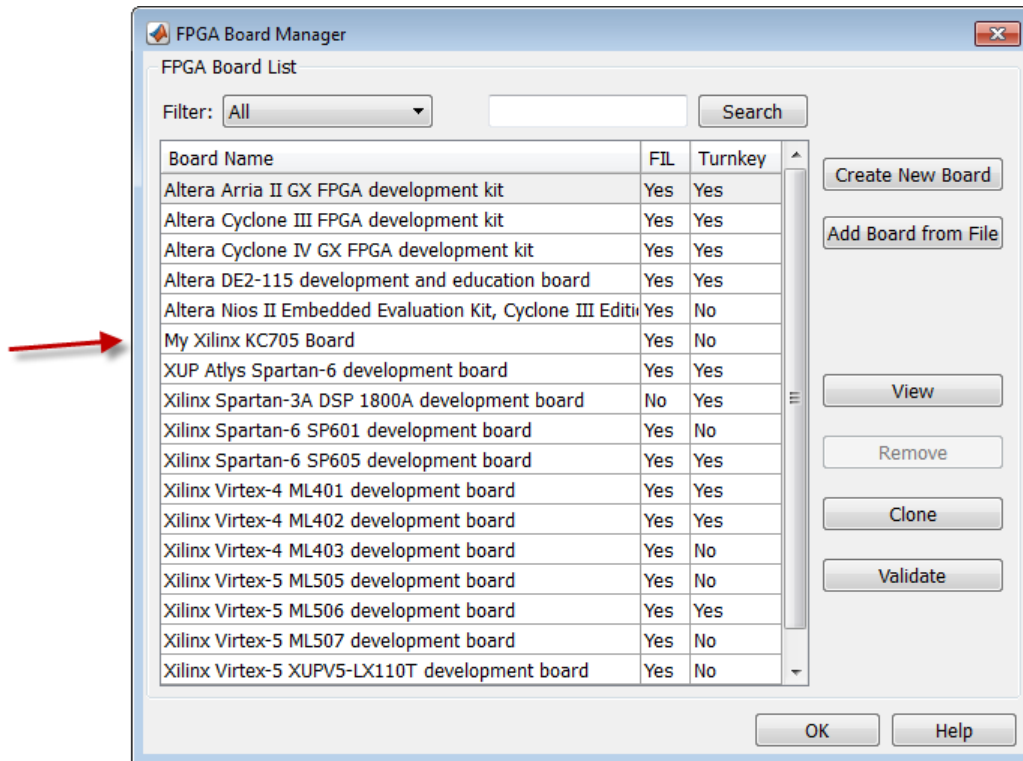 FPGA Board Manager
FPGA Board List
Filter: All Search
Board Name FIL Turnkey
Altera Arria II GX FPGA development kit Yes Yes
Altera Cyclone III FPGA development kit Yes Yes
Altera Cyclone IV GX FPGA development kit Yes Yes
Altera DE2-115 development and education board Yes Yes
Altera Nios II Embedded Evaluation Kit, Cyclone III Editi Yes No
My Xilinx KC705 Board Yes No
XUP Atlys Spartan-6 development board Yes Yes
Xilinx Spartan-3A DSP 1800A development board No Yes
Xilinx Spartan-6 SP601 development board Yes No
Xilinx Spartan-6 SP605 development board Yes Yes
Xilinx Virtex-4 ML401 development board Yes Yes
Xilinx Virtex-4 ML402 development board Yes Yes
Xilinx Virtex-4 ML403 development board Yes No
Xilinx Virtex-5 ML505 development board Yes No
Xilinx Virtex-5 ML506 development board Yes Yes
Xilinx Virtex-5 ML507 development board Yes No
Xilinx Virtex-5 XUPV5-LX110T development board Yes No
Create New Board
Add Board from File
View
Remove
Clone
Validate
OK Help